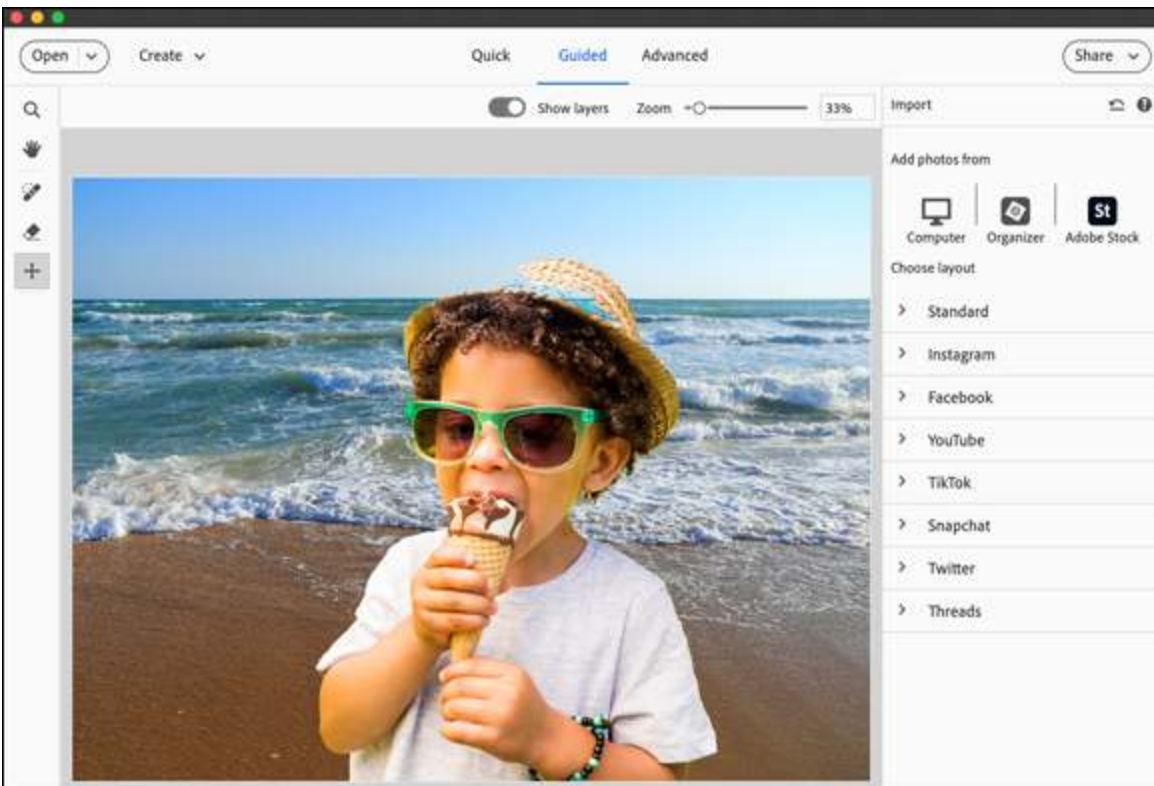 Open
Create
Quick
Guided
Advanced
Share
Show layers
Zoom
33%
Import
Add photos from
St
Computer
Organizer
Adobe Stock
Choose layout
Standard
Instagram
Facebook
YouTube
TikTok
Snapchat
Twitter
Threads